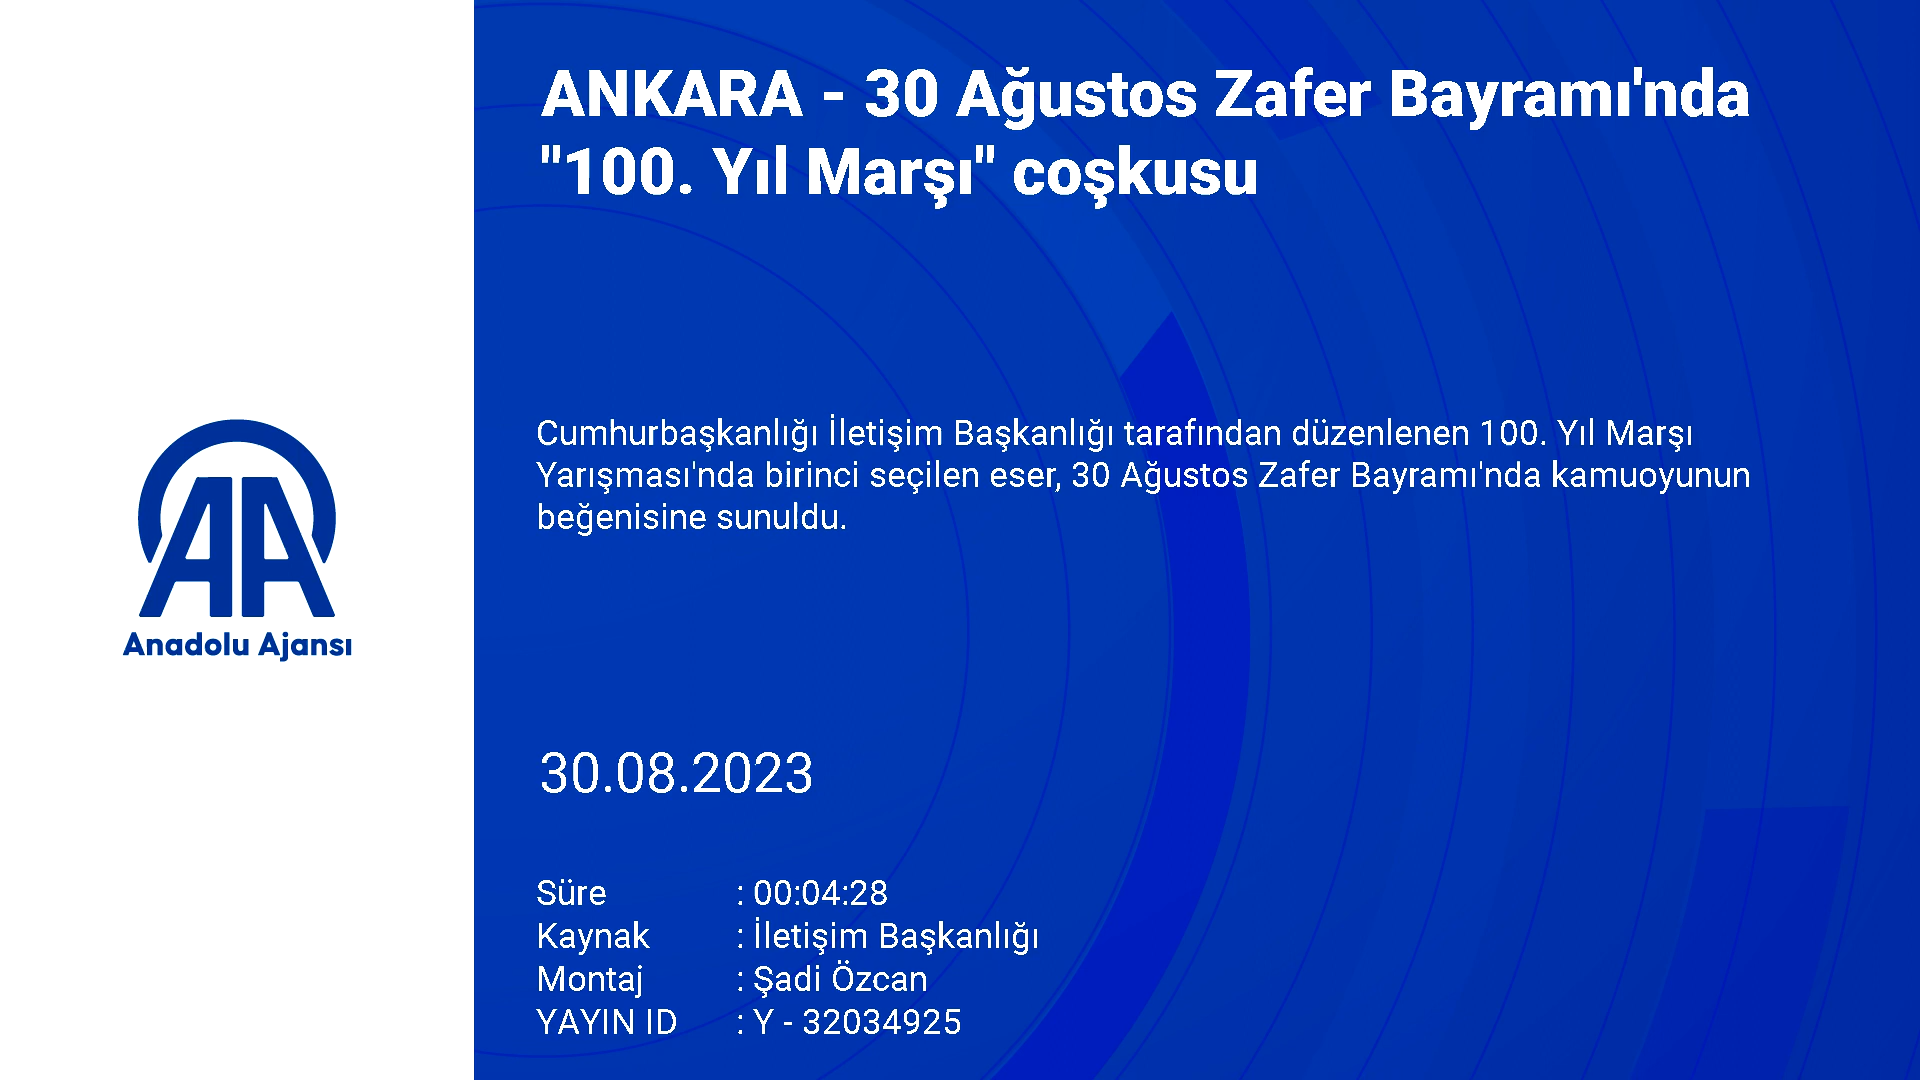 ANKARA - 30 Ağustos Zafer Bayramı'nda
"100. Yıl Marşı" coşkusu
Cumhurbaşkanlığı İletişim Başkanlığı tarafından düzenlenen 100. Yıl Marşı
Yarışması'nda birinci seçilen eser, 30 Ağustos Zafer Bayramı'nda kamuoyunun
beğenisine sunuldu.
AA
Anadolu Ajansı
30.08.2023
Süre : 00:04:28
Kaynak : İletişim Başkanlığı
Montaj : Şadi Özcan
YAYIN ID : Y - 32034925